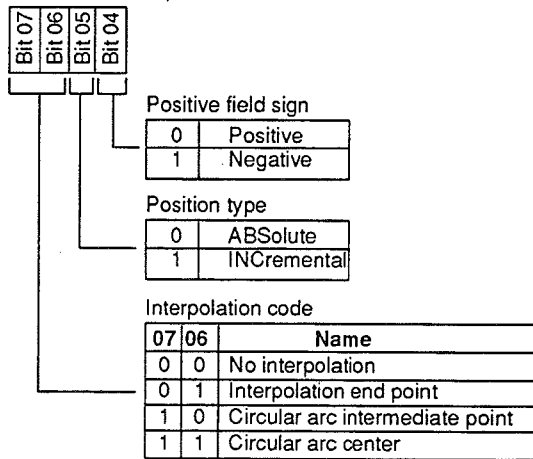 Bit 07
Bit 06
Bit 05
Bit 04
Positive field sign
0 Positive
1 Negative
Position type
0 ABSolute
1 INCremental
Interpolation code
07 06 Name
0 0 No interpolation
0 1 Interpolation end point
1 0 Circular arc intermediate point
1 1 Circular arc center